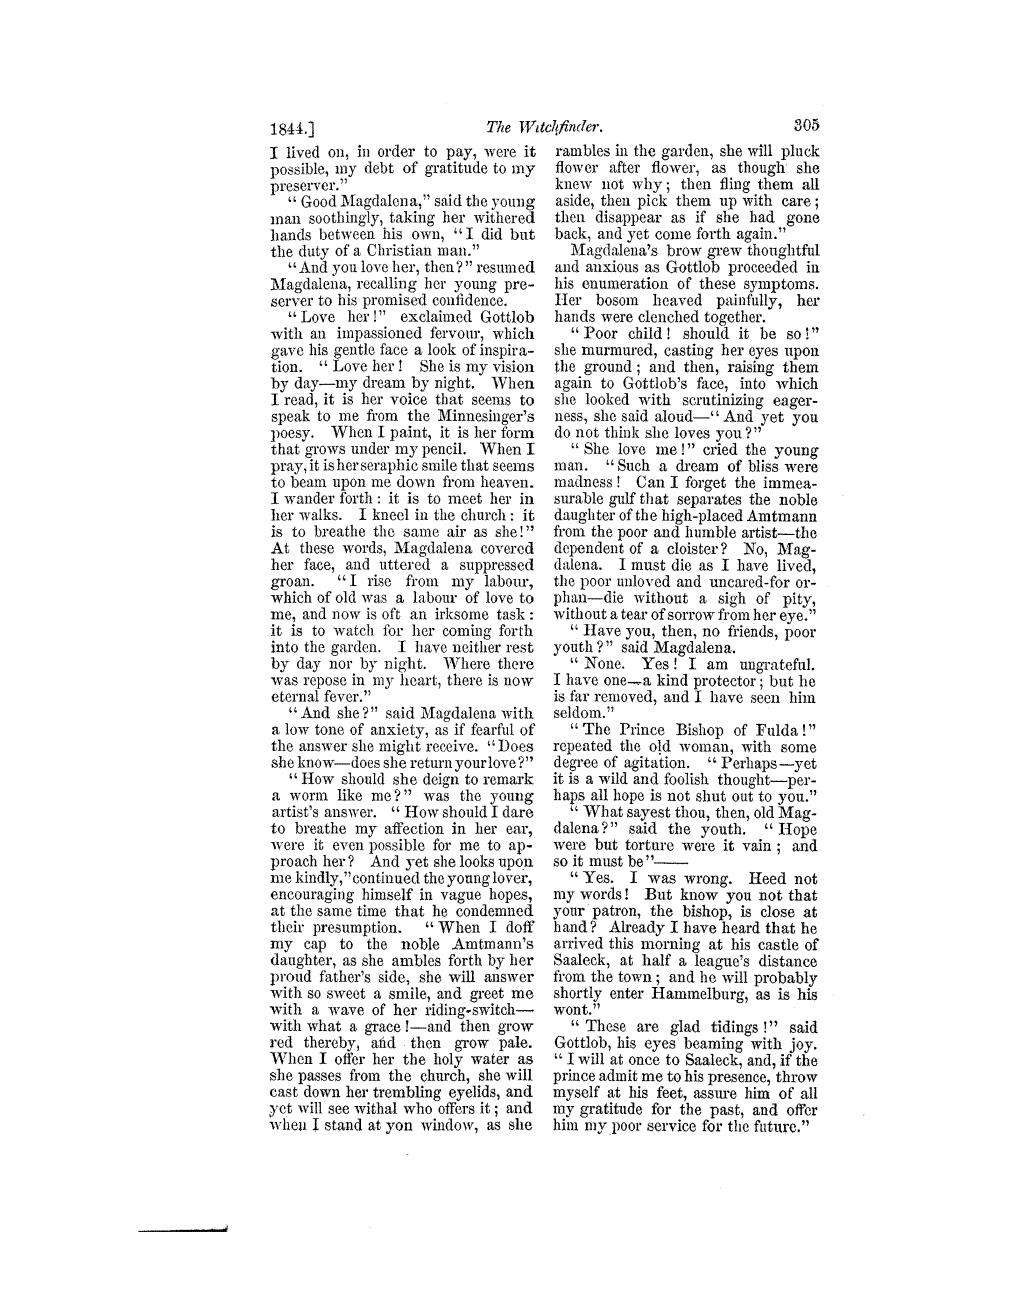 1844.] The Witchfinder. 305
I lived on, in order to pay, were it
possible, my debt of gratitude to my
preserver."
"Good Magdalena," said the young
man soothingly, taking her withered
hands between his own, "I did but
the duty of a Christian man."
"And you love her, then?" resumed
Magdalena, recalling her young pre-
server to his promised confidence.
"Love her!" exclaimed Gottlob
with an impassioned fervour, which
gave his gentle face a look of inspira-
tion. "Love her! She is my vision
by day—my dream by night. When
I read, it is her voice that seems to
speak to me from the Minnesinger's
poesy. When I paint, it is her form
that grows under my pencil. When I
pray, it is her seraphic smile that seems
to beam upon me down from heaven.
I wander forth: it is to meet her in
her walks. I kneel in the church: it
is to breathe the same air as she!"
At these words, Magdalena covered
her face, and uttered a suppressed
groan. "I rise from my labour,
which of old was a labour of love to
me, and now is oft an irksome task:
it is to watch for her coming forth
into the garden. I have neither rest
by day nor by night. Where there
was repose in my heart, there is now
eternal fever."
"And she?" said Magdalena with
a low tone of anxiety, as if fearful of
the answer she might receive. "Does
she know—does she return your love?"
"How should she deign to remark
a worm like me?" was the young
artist's answer. "How should I dare
to breathe my affection in her ear,
were it even possible for me to ap-
proach her? And yet she looks upon
me kindly," continued the young lover,
encouraging himself in vague hopes,
at the same time that he condemned
their presumption. "When I doff
my cap to the noble Amtmann's
daughter, as she ambles forth by her
proud father's side, she will answer
with so sweet a smile, and greet me
with a wave of her riding-switch—
with what a grace!—and then grow
red thereby, and then grow pale.
When I offer her the holy water as
she passes from the church, she will
cast down her trembling eyelids, and
yet will see withal who offers it; and
when I stand at yon window, as she
rambles in the garden, she will pluck
flower after flower, as though she
knew not why; then fling them all
aside, then pick them up with care;
then disappear as if she had gone
back, and yet come forth again."
Magdalena's brow grew thoughtful
and anxious as Gottlob proceeded in
his enumeration of these symptoms.
Her bosom heaved painfully, her
hands were clenched together.
"Poor child! should it be so!"
she murmured, casting her eyes upon
the ground; and then, raising them
again to Gottlob's face, into which
she looked with scrutinizing eager-
ness, she said aloud—"And yet you
do not think she loves you?"
"She love me!" cried the young
man. "Such a dream of bliss were
madness! Can I forget the immea-
surable gulf that separates the noble
daughter of the high-placed Amtmann
from the poor and humble artist—the
dependent of a cloister? No, Mag-
dalena. I must die as I have lived,
the poor unloved and uncared-for or-
phan—die without a sigh of pity,
without a tear of sorrow from her eye."
"Have you, then, no friends, poor
youth?" said Magdalena.
"None. Yes! I am ungrateful.
I have one—a kind protector; but he
is far removed, and I have seen him
seldom."
"The Prince Bishop of Fulda!"
repeated the old woman, with some
degree of agitation. "Perhaps—yet
it is a wild and foolish thought—per-
haps all hope is not shut out to you."
"What sayest thou, then, old Mag-
dalena?" said the youth. "Hope
were but torture were it vain; and
so it must be"——
"Yes. I was wrong. Heed not
my words! But know you not that
your patron, the bishop, is close at
hand? Already I have heard that he
arrived this morning at his castle of
Saaleck, at half a league's distance
from the town; and he will probably
shortly enter Hammelburg, as is his
wont."
"These are glad tidings!" said
Gottlob, his eyes beaming with joy.
"I will at once to Saaleck, and, if the
prince admit me to his presence, throw
myself at his feet, assure him of all
my gratitude for the past, and offer
him my poor service for the future."